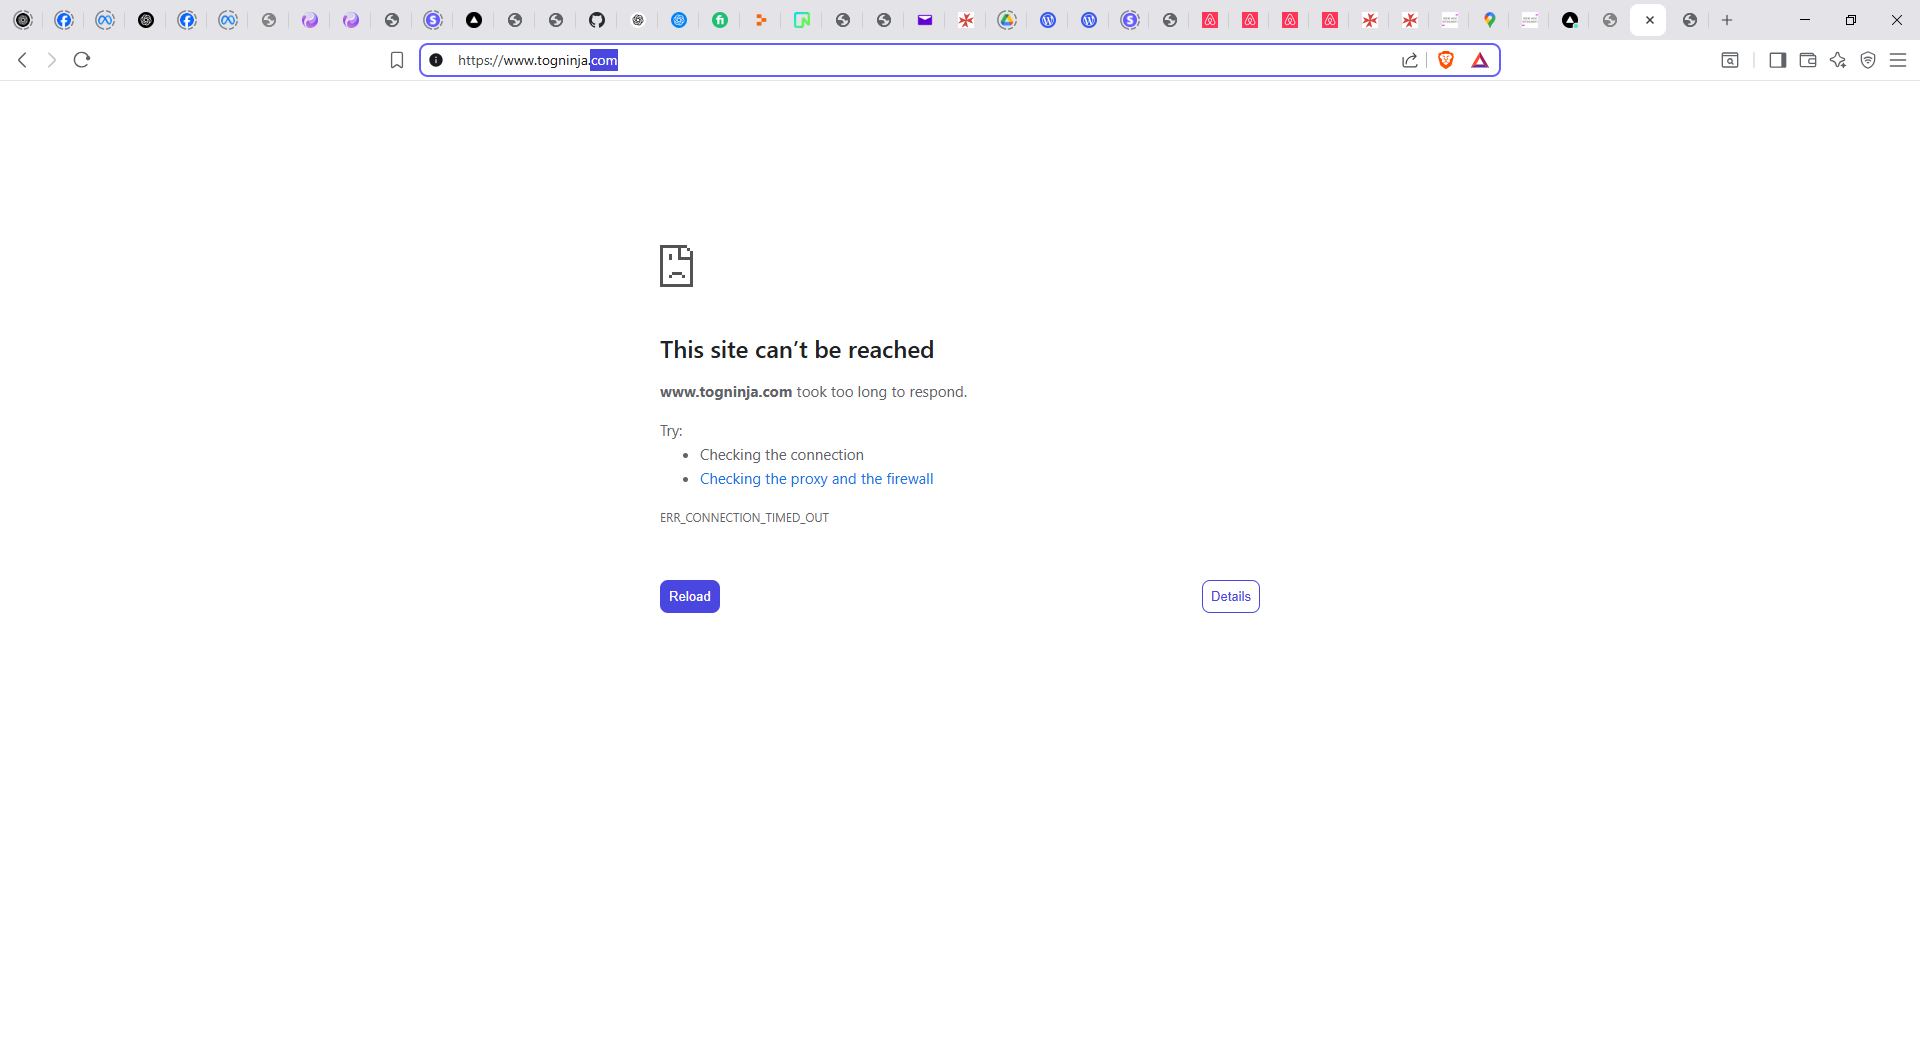 https://www.togninja.com
This site can’t be reached
www.togninja.com took too long to respond.
Try:
Checking the connection
Checking the proxy and the firewall
ERR_CONNECTION_TIMED_OUT
Reload
Details